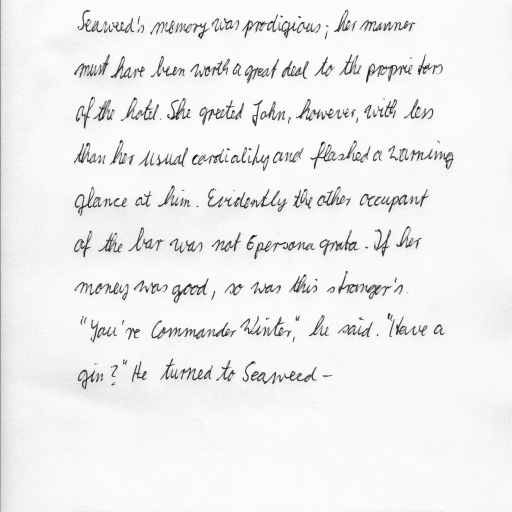 Seaweed's memory was prodigious; her manner
must have been worth a great deal to the proprietors
of the hotel. She greeted John, however, with less
than her usual cordiality and flashed a warning
glance at him. Evidently the other occupant
of the bar was not persona grata. If her
money was good, so was this stranger's.
"You're Commander Winter," he said. "Have a
gin?" He turned to Seaweed -